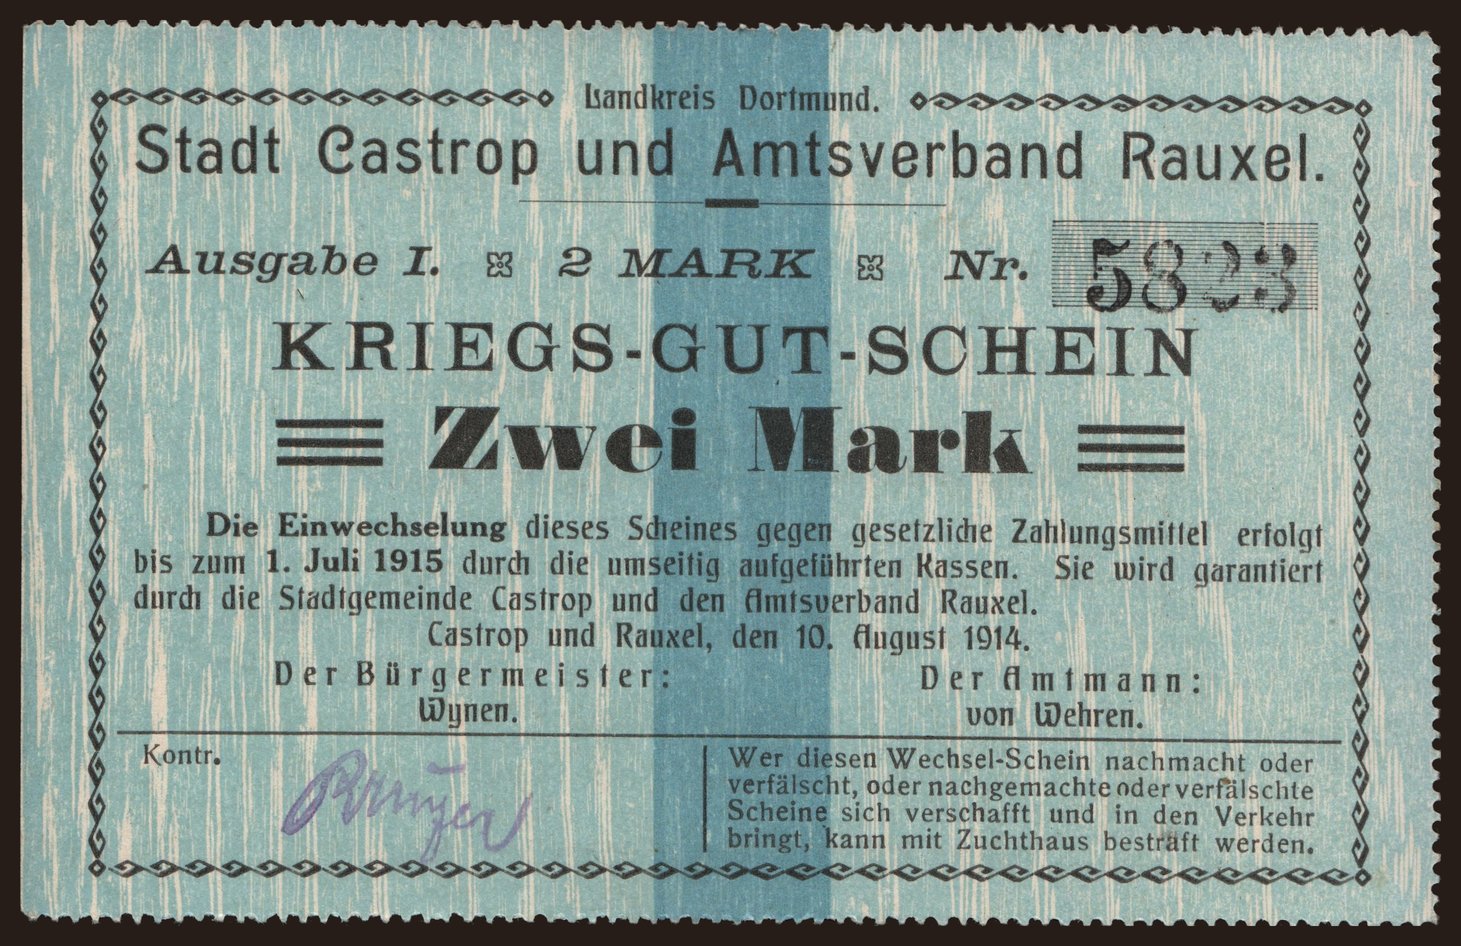 Landkreis Dortmund.
Stadt Castrop und Amtsverband Rauxel.
Ausgabe I. 2 MARK Nr. 5823
KRIEGS-GUT-SCHEIN
Zwei Mark
Die Einwechselung dieses Scheines gegen gesetzliche Zahlungsmittel erfolgt
bis zum 1. Juli 1915 durch die umseitig aufgeführten Kassen. Sie wird garantiert
durch die Stadtgemeinde Castrop und den Amtsverband Rauxel.
Castrop und Rauxel, den 10. August 1914.
Der Bürgermeister: Der Amtmann:
Wynen. von Wehren.
Kontr.
Wer diesen Wechsel-Schein nachmacht oder
verfälscht, oder nachgemachte oder verfälschte
Scheine sich verschafft und in den Verkehr
bringt, kann mit Zuchthaus bestraft werden.